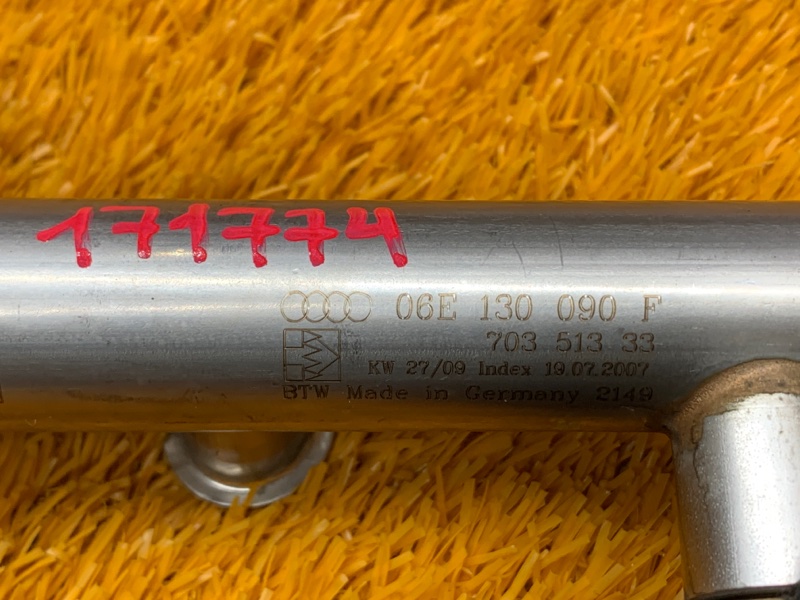 171774
06E 130 090 F
703 513 33
KW 27/09 Index 19.07.2007
BTW Made in Germany 2149